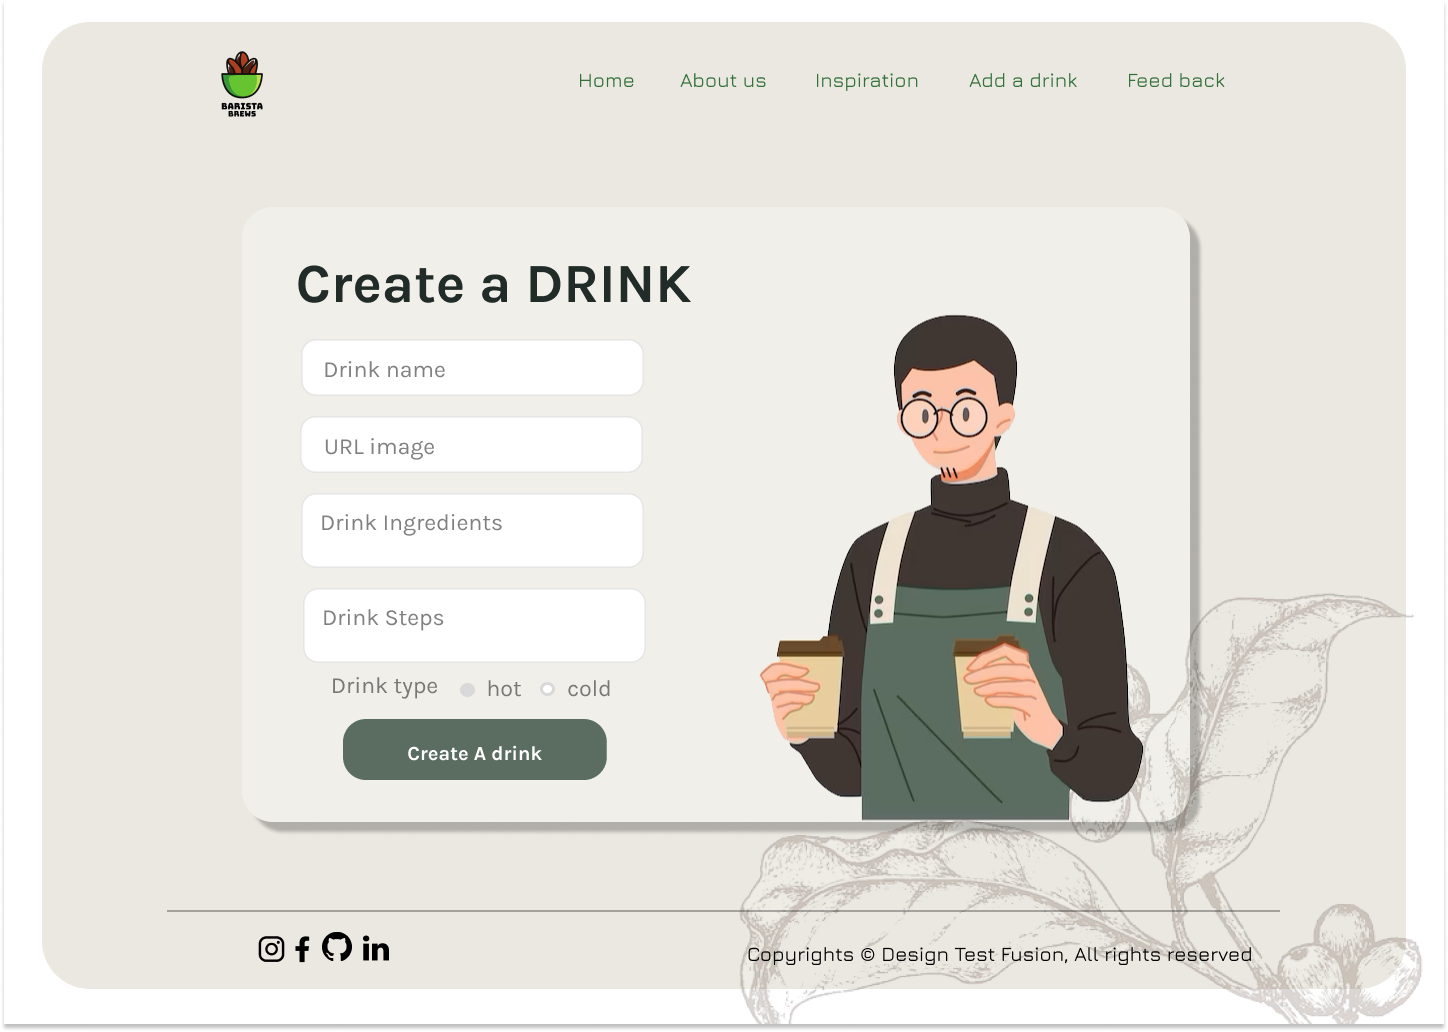 BARISTA
BREWS
Home About us Inspiration Add a drink Feed back
Create a DRINK
Drink name
URL image
Drink Ingredients
Drink Steps
Drink type hot cold
Create A drink
Copyrights © Design Test Fusion, All rights reserved